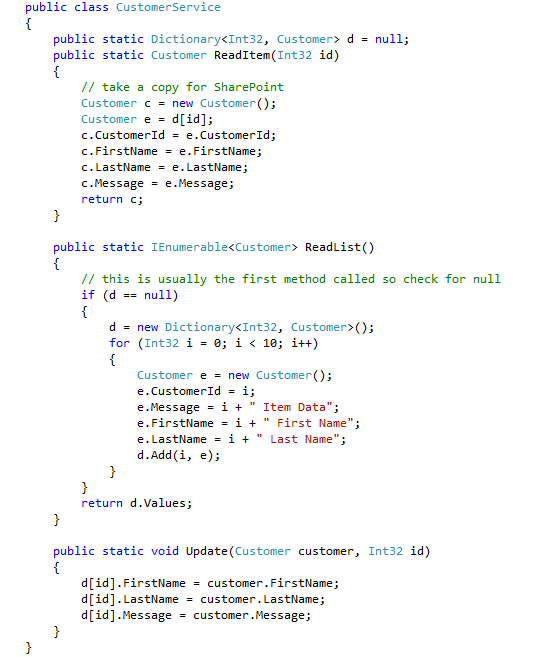 public class CustomerService
{
    public static Dictionary<Int32, Customer> d = null;
    public static Customer ReadItem(Int32 id)
    {
        // take a copy for SharePoint
        Customer c = new Customer();
        Customer e = d[id];
        c.CustomerId = e.CustomerId;
        c.FirstName = e.FirstName;
        c.LastName = e.LastName;
        c.Message = e.Message;
        return c;
    }

    public static IEnumerable<Customer> ReadList()
    {
        // this is usually the first method called so check for null
        if (d == null)
        {
            d = new Dictionary<Int32, Customer>();
            for (Int32 i = 0; i < 10; i++)
            {
                Customer e = new Customer();
                e.CustomerId = i;
                e.Message = i + " Item Data";
                e.FirstName = i + " First Name";
                e.LastName = i + " Last Name";
                d.Add(i, e);
            }
        }
        return d.Values;
    }

    public static void Update(Customer customer, Int32 id)
    {
        d[id].FirstName = customer.FirstName;
        d[id].LastName = customer.LastName;
        d[id].Message = customer.Message;
    }
}